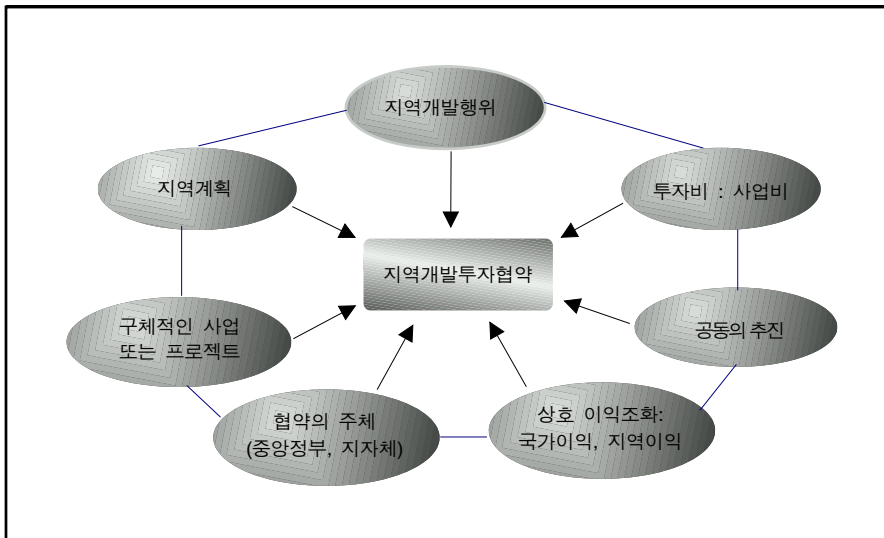 지역개발행위
지역계획
투자비 : 사업비
지역개발투자협약
구체적인 사업
또는 프로젝트
공동의 추진
협약의 주체
(중앙정부, 지자체)
상호 이익조화:
국가이익, 지역이익